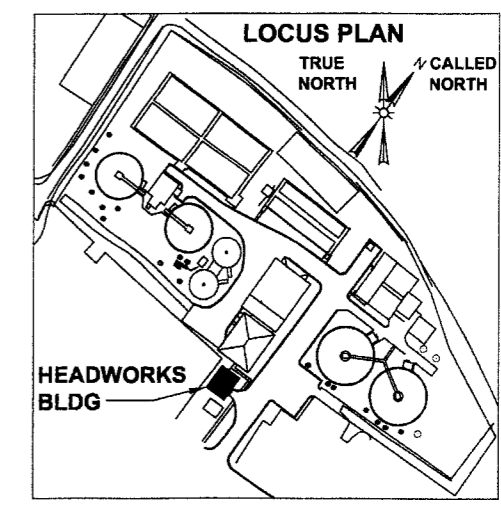 LOCUS PLAN
TRUE
NORTH
N CALLED
NORTH
HEADWORKS
BLDG